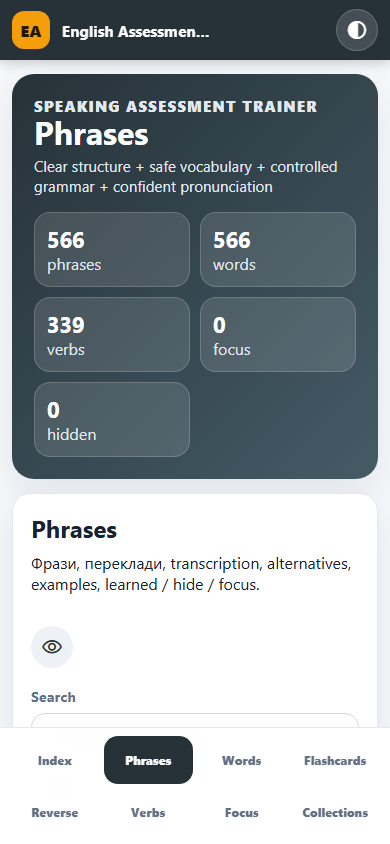 EA
English Assessmen...
SPEAKING ASSESSMENT TRAINER
Phrases
Clear structure + safe vocabulary + controlled
grammar + confident pronunciation
566
phrases
566
words
339
verbs
0
focus
0
hidden
Phrases
Фрази, переклади, transcription, alternatives,
examples, learned / hide / focus.
Search
Index
Phrases
Words
Flashcards
Reverse
Verbs
Focus
Collections